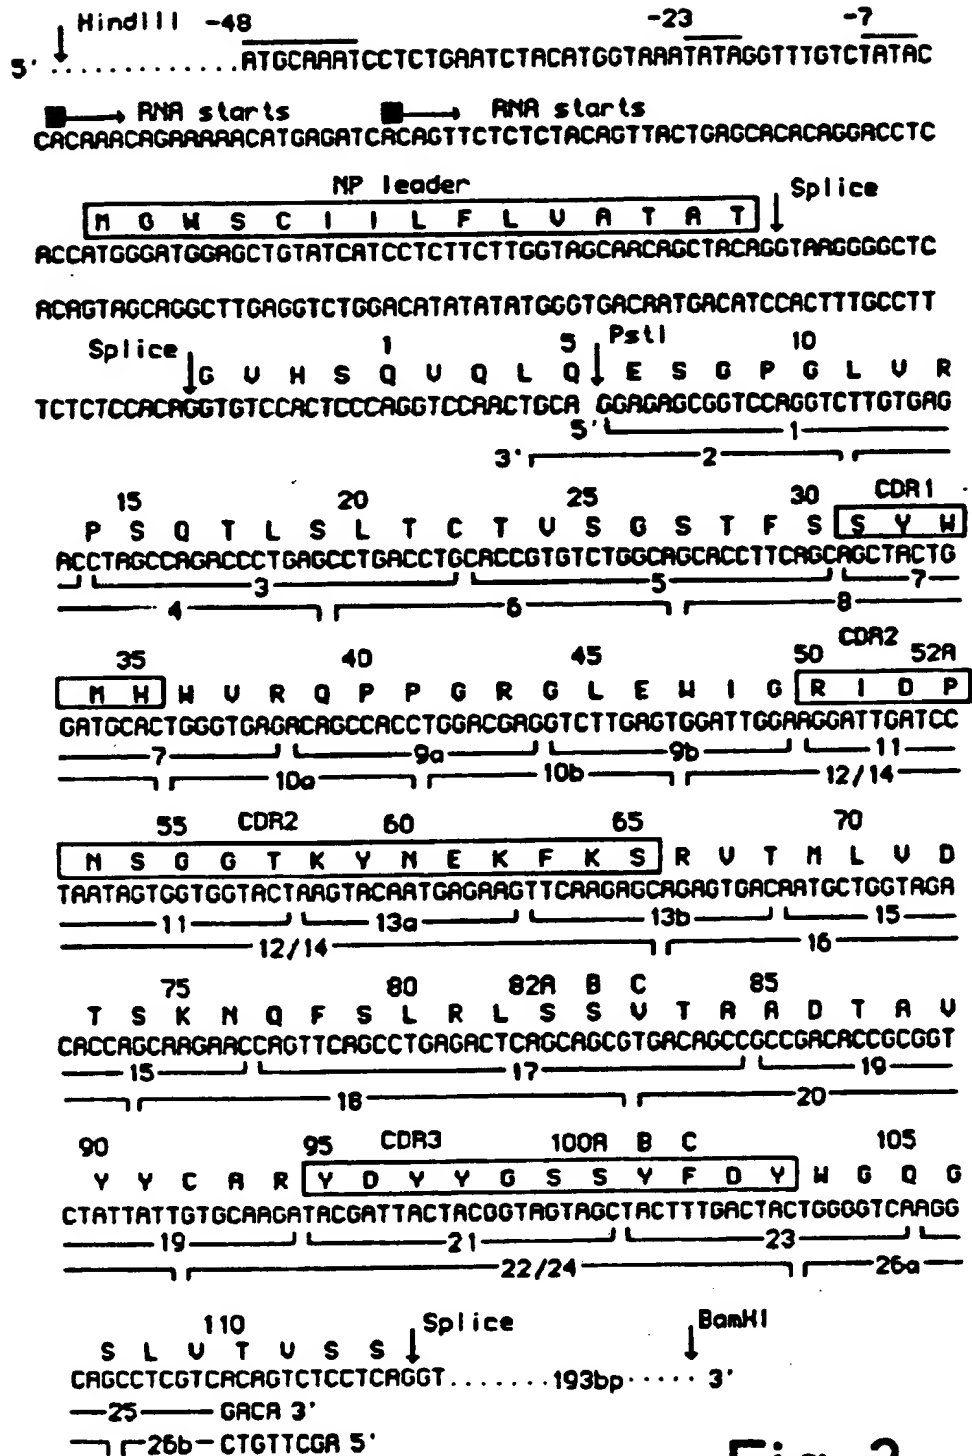 HindIII -48 -23 -7
5' .............ATGCAAATCCTCTGAATCTACATGGTAAATATAGGTTTGTCTATAC
RNA starts RNA starts
CACAAACAGAAAAACATGAGATCACAGTTCTCTCTACAGTTACTGAGCACACAGGACCTC
NP leader Splice
M G W S C I I L F L V A T A T
ACCATGGGATGGAGCTGTATCATCCTCTTCTTGGTAGCAACAGCTACAGGTAAGGGGCTC
ACAGTAGCAGGCTTGAGGTCTGGACATATATATGGGTGACAATGACATCCACTTTGCCTT
Splice 1 5 PstI 10
G V H S Q V Q L Q E S G P G L V R
TCTCTCCACAGGTGTCCACTCCCAGGTCCAACTGCA GGAGAGCGGTCCAGGTCTTGTGAG
5' 1
3' 2
15 20 25 30 CDR1
P S Q T L S L T C T V S G S T F S S Y W
ACCTAGCCAGACCCTGAGCCTGACCTGCACCGTGTCTGGCAGCACCTTCAGCAGCTACTG
3 5 7
4 6 8
35 40 45 50 CDR2 52A
M H W V R Q P P G R G L E W I G R I D P
GATGCACTGGGTGAGACAGCCACCTGGACGAGGTCTTGAGTGGATTGGAAGGATTGATCC
7 9a 9b 11
10a 10b 12/14
55 CDR2 60 65 70
N S G G T K Y N E K F K S R V T M L V D
TAATAGTGGTGGTACTAAGTACAATGAGAAGTTCAAGAGCAGAGTGACAATGCTGGTAGA
11 13a 13b 15
12/14 16
75 80 82A B C 85
T S K N Q F S L R L S S V T A A D T A V
CACCAGCAAGAACCAGTTCAGCCTGAGACTCAGCAGCGTGACAGCCGCCGACACCGCGGT
15 17 19
18 20
90 95 CDR3 100A B C 105
Y Y C A R Y D Y Y G S S Y F D Y W G Q G
CTATTATTGTGCAAGATACGATTACTACGGTAGTAGCTACTTTGACTACTGGGGTCAAGG
19 21 23
22/24 26a
110 Splice BamHI
S L V T V S S
CAGCCTCGTCACAGTCTCCTCAGGT.......193bp..... 3'
25 GACA 3'
26b CTGTTCGA 5'